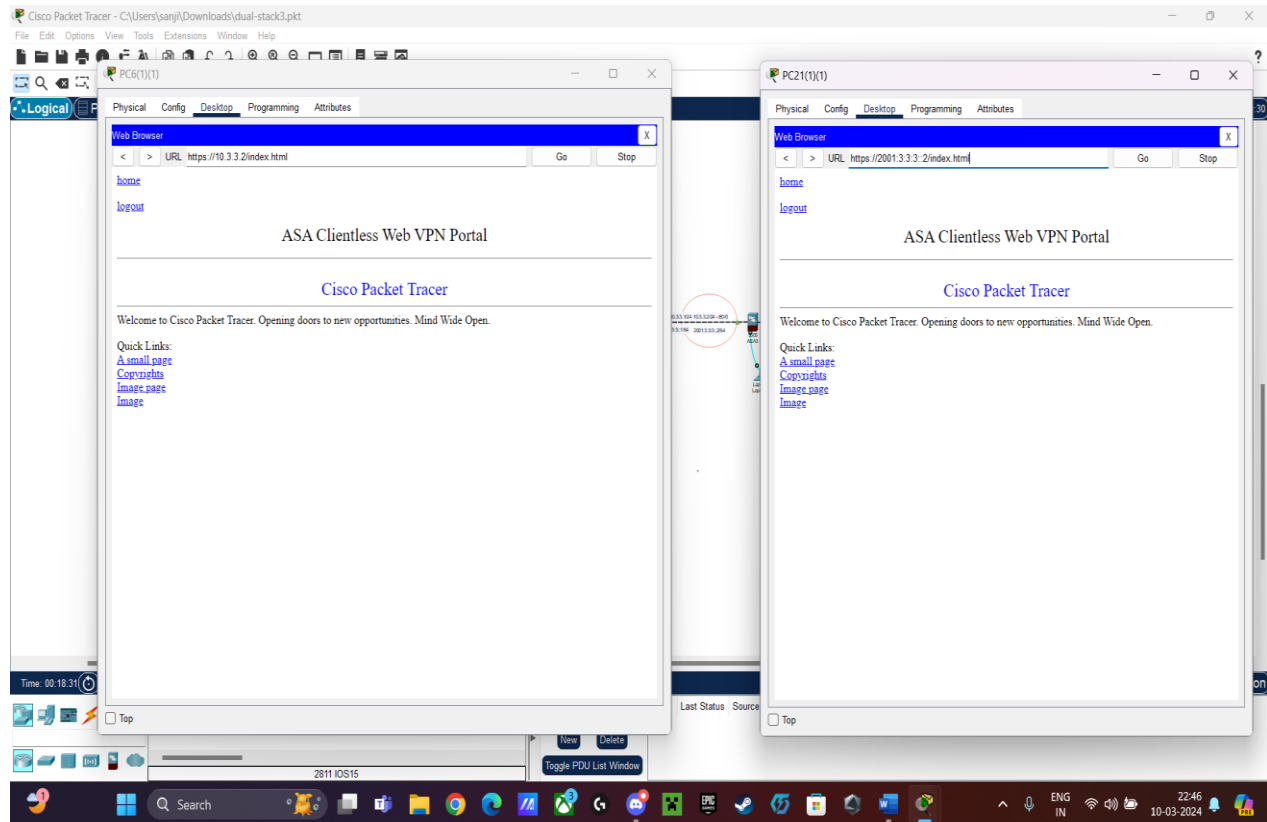 Cisco Packet Tracer - C:\Users\sanji\Downloads\dual-stack3.pkt
File Edit Options View Tools Extensions Window Help
?
Logical
PC6(1)(1)
Physical Config Desktop Programming Attributes
Web Browser X
< > URL https://10.3.3.2/index.html Go Stop
home
logout
ASA Clientless Web VPN Portal
Cisco Packet Tracer
Welcome to Cisco Packet Tracer. Opening doors to new opportunities. Mind Wide Open.
Quick Links:
A small page
Copyrights
Image page
Image
Top
PC21(1)(1)
Physical Config Desktop Programming Attributes
Web Browser X
< > URL https://2001:3:3:3::2/index.html Go Stop
home
logout
ASA Clientless Web VPN Portal
Cisco Packet Tracer
Welcome to Cisco Packet Tracer. Opening doors to new opportunities. Mind Wide Open.
Quick Links:
A small page
Copyrights
Image page
Image
Top
Time: 00:18:31
Last Status Source
New Delete
Toggle PDU List Window
2811 IOS15
Search
ENG
IN
22:46
10-03-2024